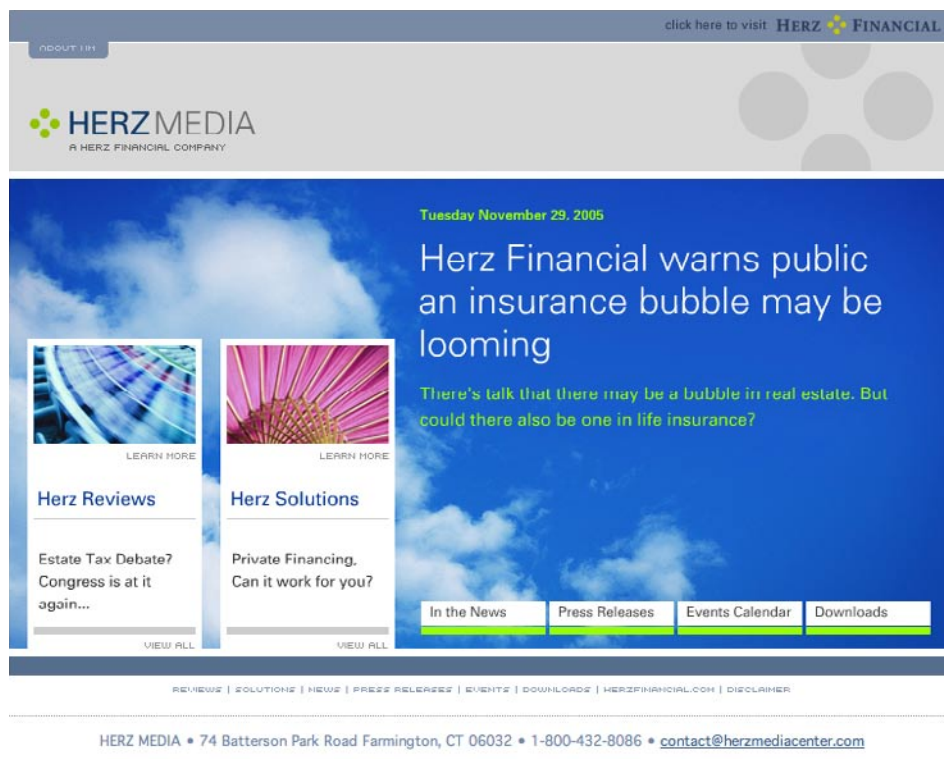 click here to visit HERZ FINANCIAL
ABOUT US
HERZMEDIA
A HERZ FINANCIAL COMPANY
Tuesday November 29, 2005
Herz Financial warns public
an insurance bubble may be
looming
There's talk that there may be a bubble in real estate. But
could there also be one in life insurance?
LEARN MORE
Herz Reviews
Estate Tax Debate?
Congress is at it
again...
VIEW ALL
LEARN MORE
Herz Solutions
Private Financing,
Can it work for you?
VIEW ALL
In the News Press Releases Events Calendar Downloads
REVIEWS | SOLUTIONS | NEWS | PRESS RELEASES | EVENTS | DOWNLOADS | HERZFINANCIAL.COM | DISCLAIMER
HERZ MEDIA • 74 Batterson Park Road Farmington, CT 06032 • 1-800-432-8086 • contact@herzmediacenter.com